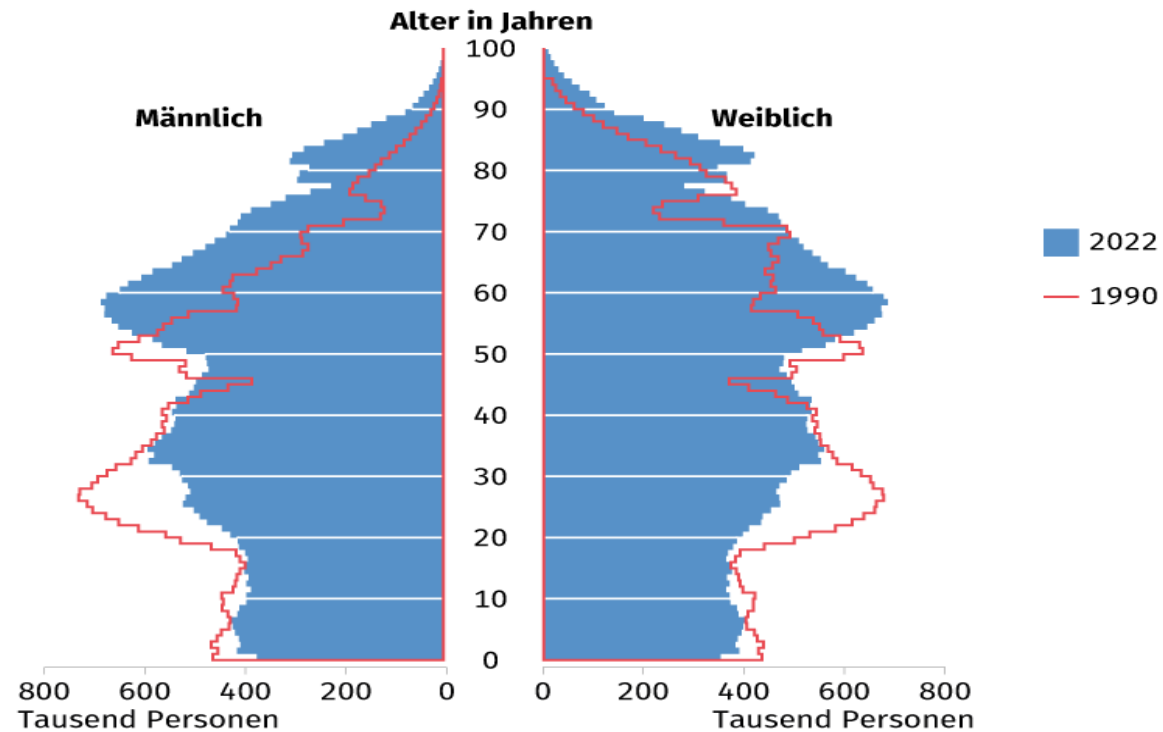 Alter in Jahren
Männlich
Weiblich
100
90
80
70
60
50
40
30
20
10
0
2022
1990
800 600 400 200 0
0 200 400 600 800
Tausend Personen
Tausend Personen